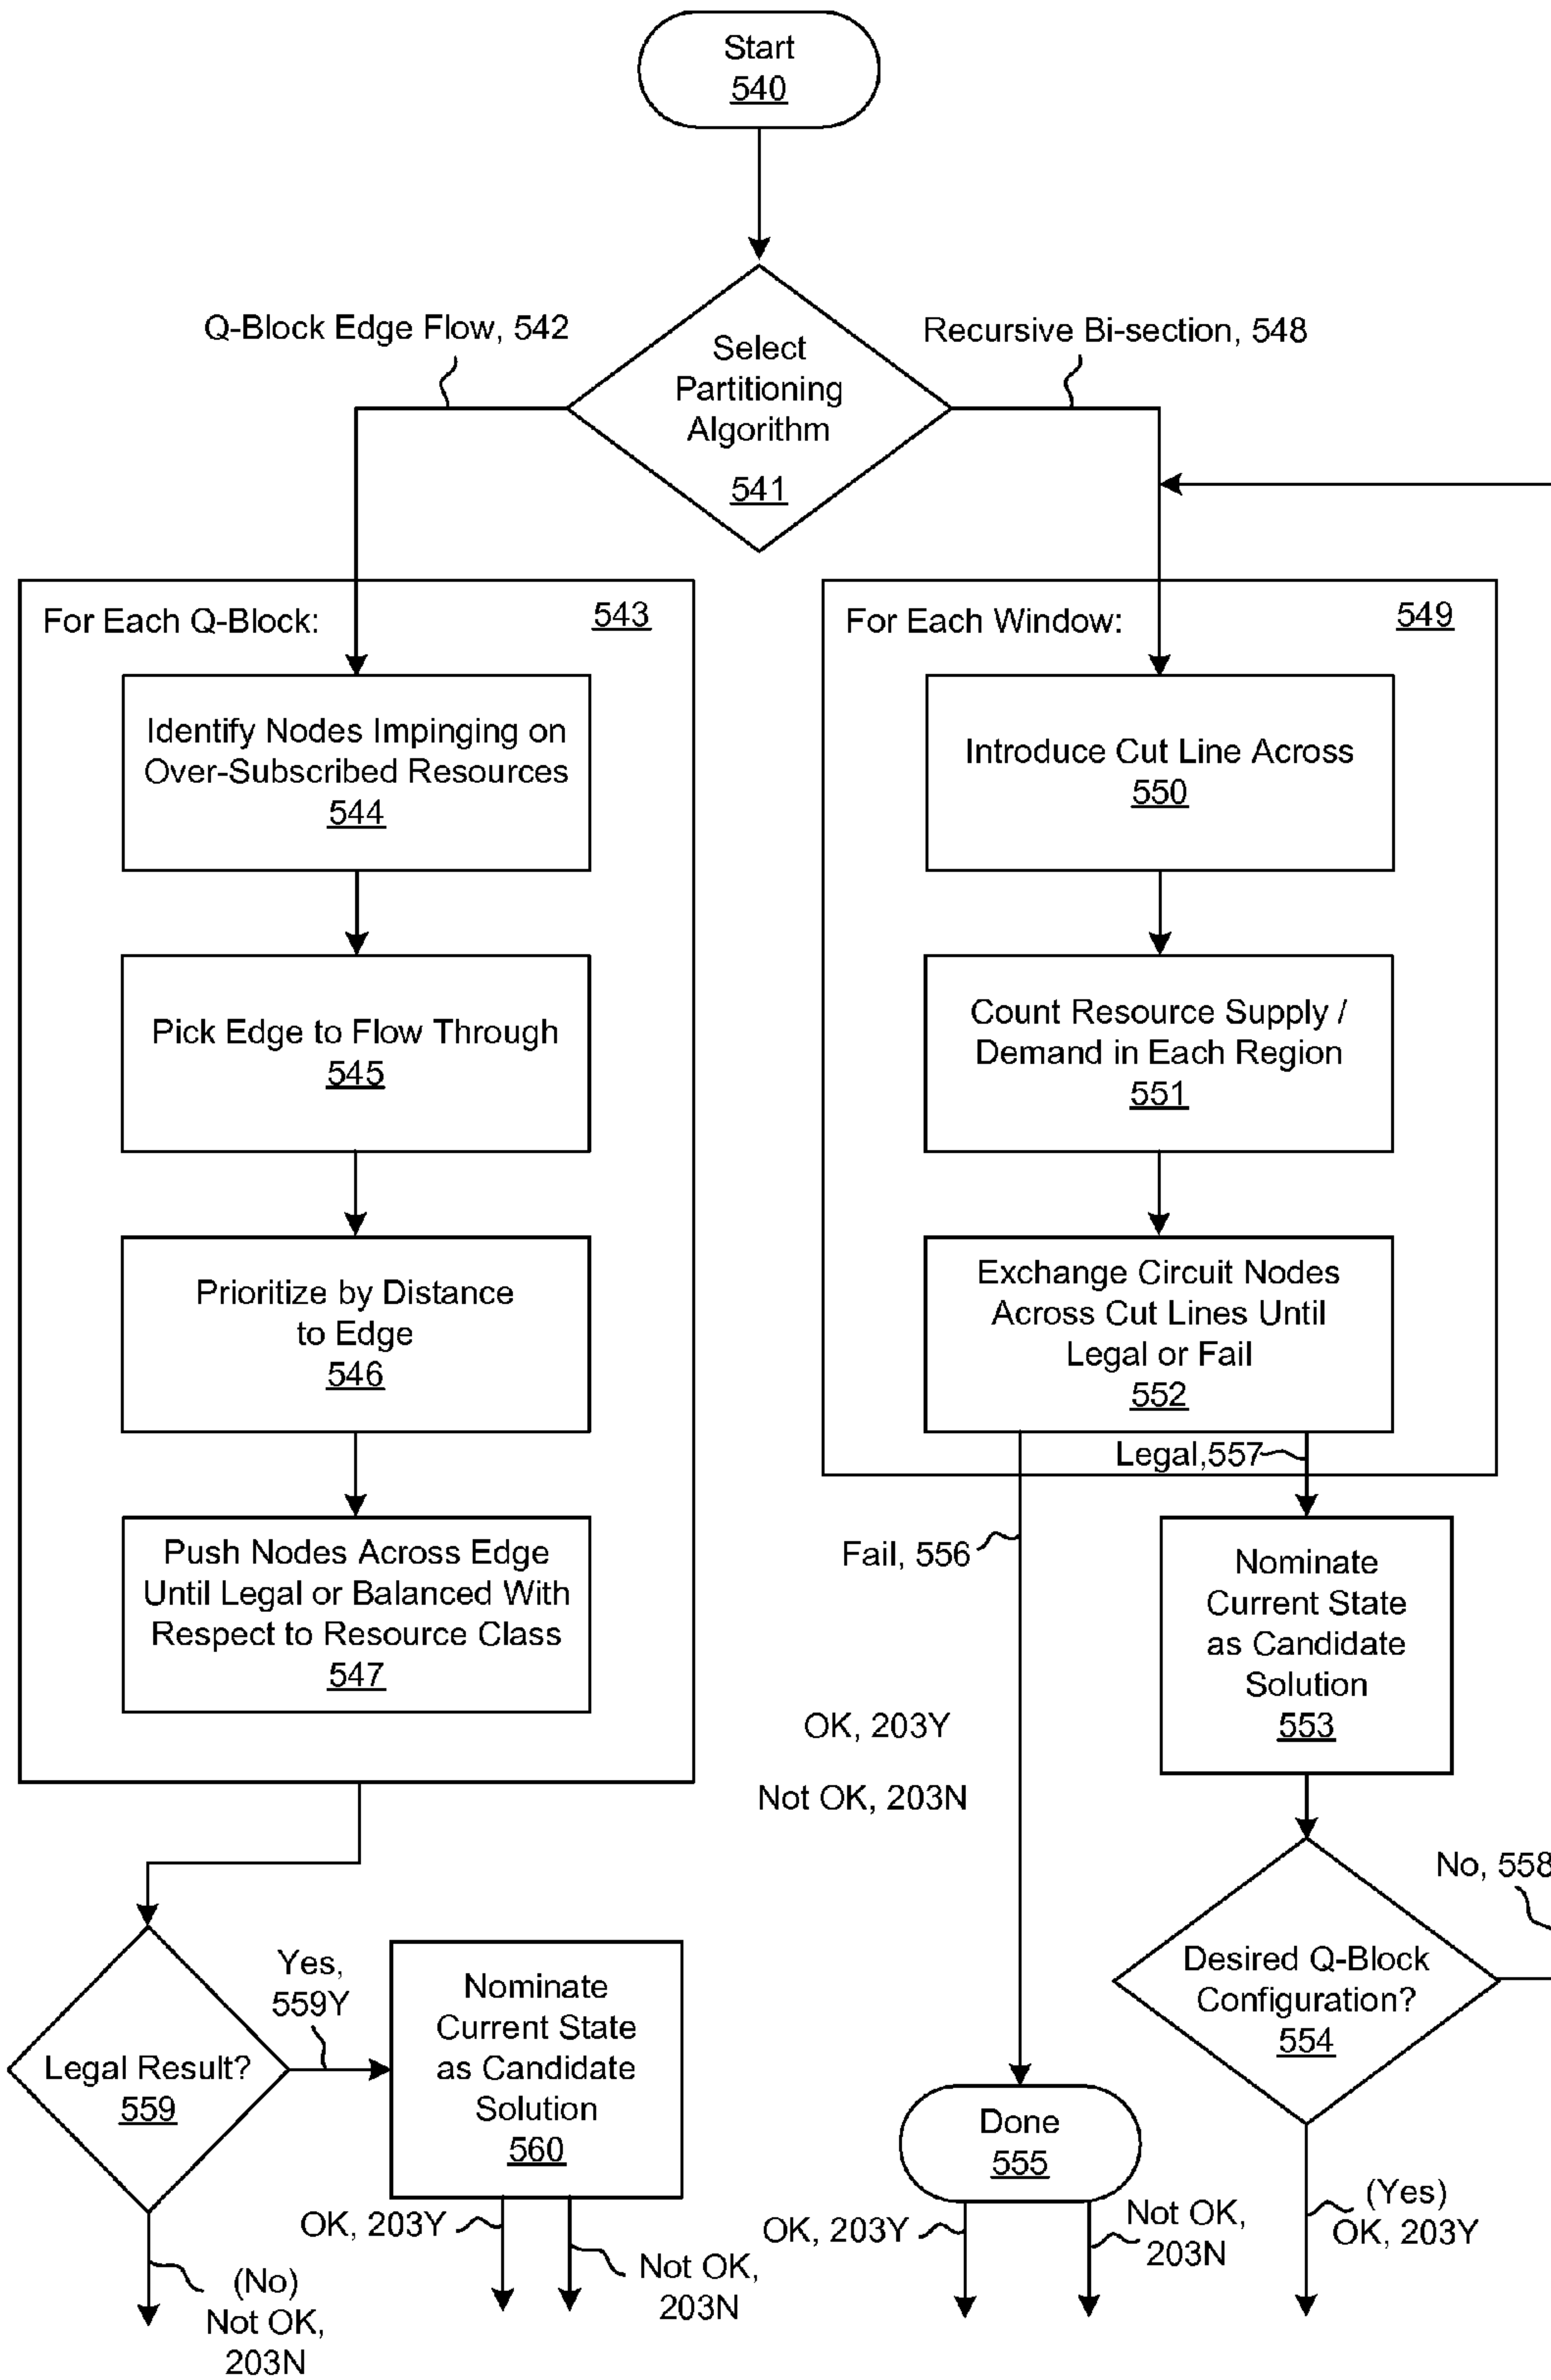 Start
540
Q-Block Edge Flow, 542
Select
Partitioning
Algorithm
541
Recursive Bi-section, 548
For Each Q-Block:
543
Identify Nodes Impinging on
Over-Subscribed Resources
544
Pick Edge to Flow Through
545
Prioritize by Distance
to Edge
546
Push Nodes Across Edge
Until Legal or Balanced With
Respect to Resource Class
547
For Each Window:
549
Introduce Cut Line Across
550
Count Resource Supply /
Demand in Each Region
551
Exchange Circuit Nodes
Across Cut Lines Until
Legal or Fail
552
Legal,557
Fail, 556
Nominate
Current State
as Candidate
Solution
553
OK, 203Y
Not OK, 203N
No, 558
Desired Q-Block
Configuration?
554
Legal Result?
559
Yes,
559Y
Nominate
Current State
as Candidate
Solution
560
Done
555
(No)
Not OK,
203N
OK, 203Y
Not OK,
203N
OK, 203Y
Not OK,
203N
(Yes)
OK, 203Y